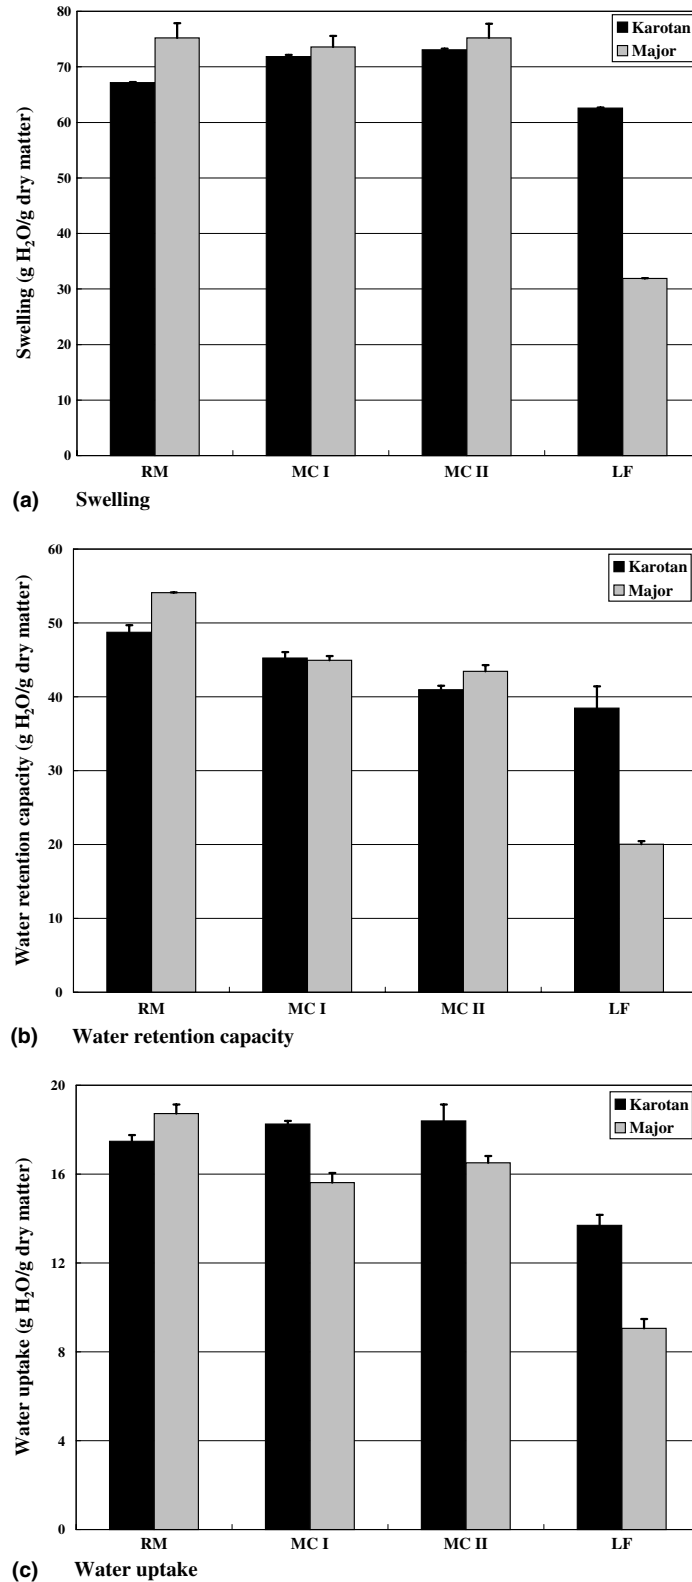 80
70
60
50
40
30
20
10
0
Swelling (g H₂O/g dry matter)
Karotan
Major
RM MC I MC II LF
(a) Swelling
60
50
40
30
20
10
0
Water retention capacity (g H₂O/g dry matter)
Karotan
Major
RM MC I MC II LF
(b) Water retention capacity
20
16
12
8
4
0
Water uptake (g H₂O/g dry matter)
Karotan
Major
RM MC I MC II LF
(c) Water uptake